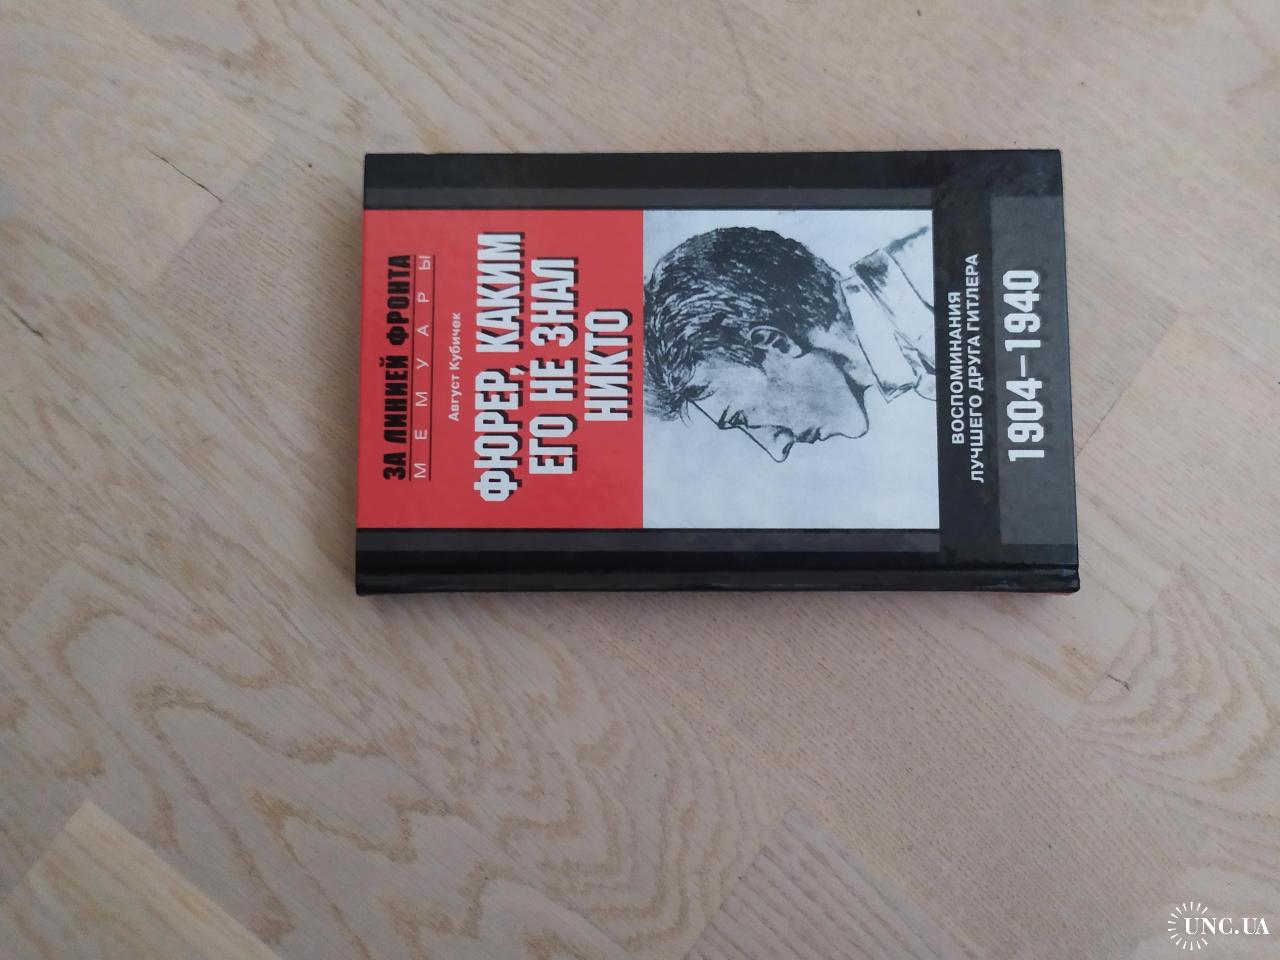 ЗА ЛИНИЕЙ ФРОНТА
МЕМУАРЫ
Август Кубичек
ФЮРЕР, КАКИМ
ЕГО НЕ ЗНАЛ
НИКТО
ВОСПОМИНАНИЯ
ЛУЧШЕГО ДРУГА ГИТЛЕРА
1904–1940
UNC.UA